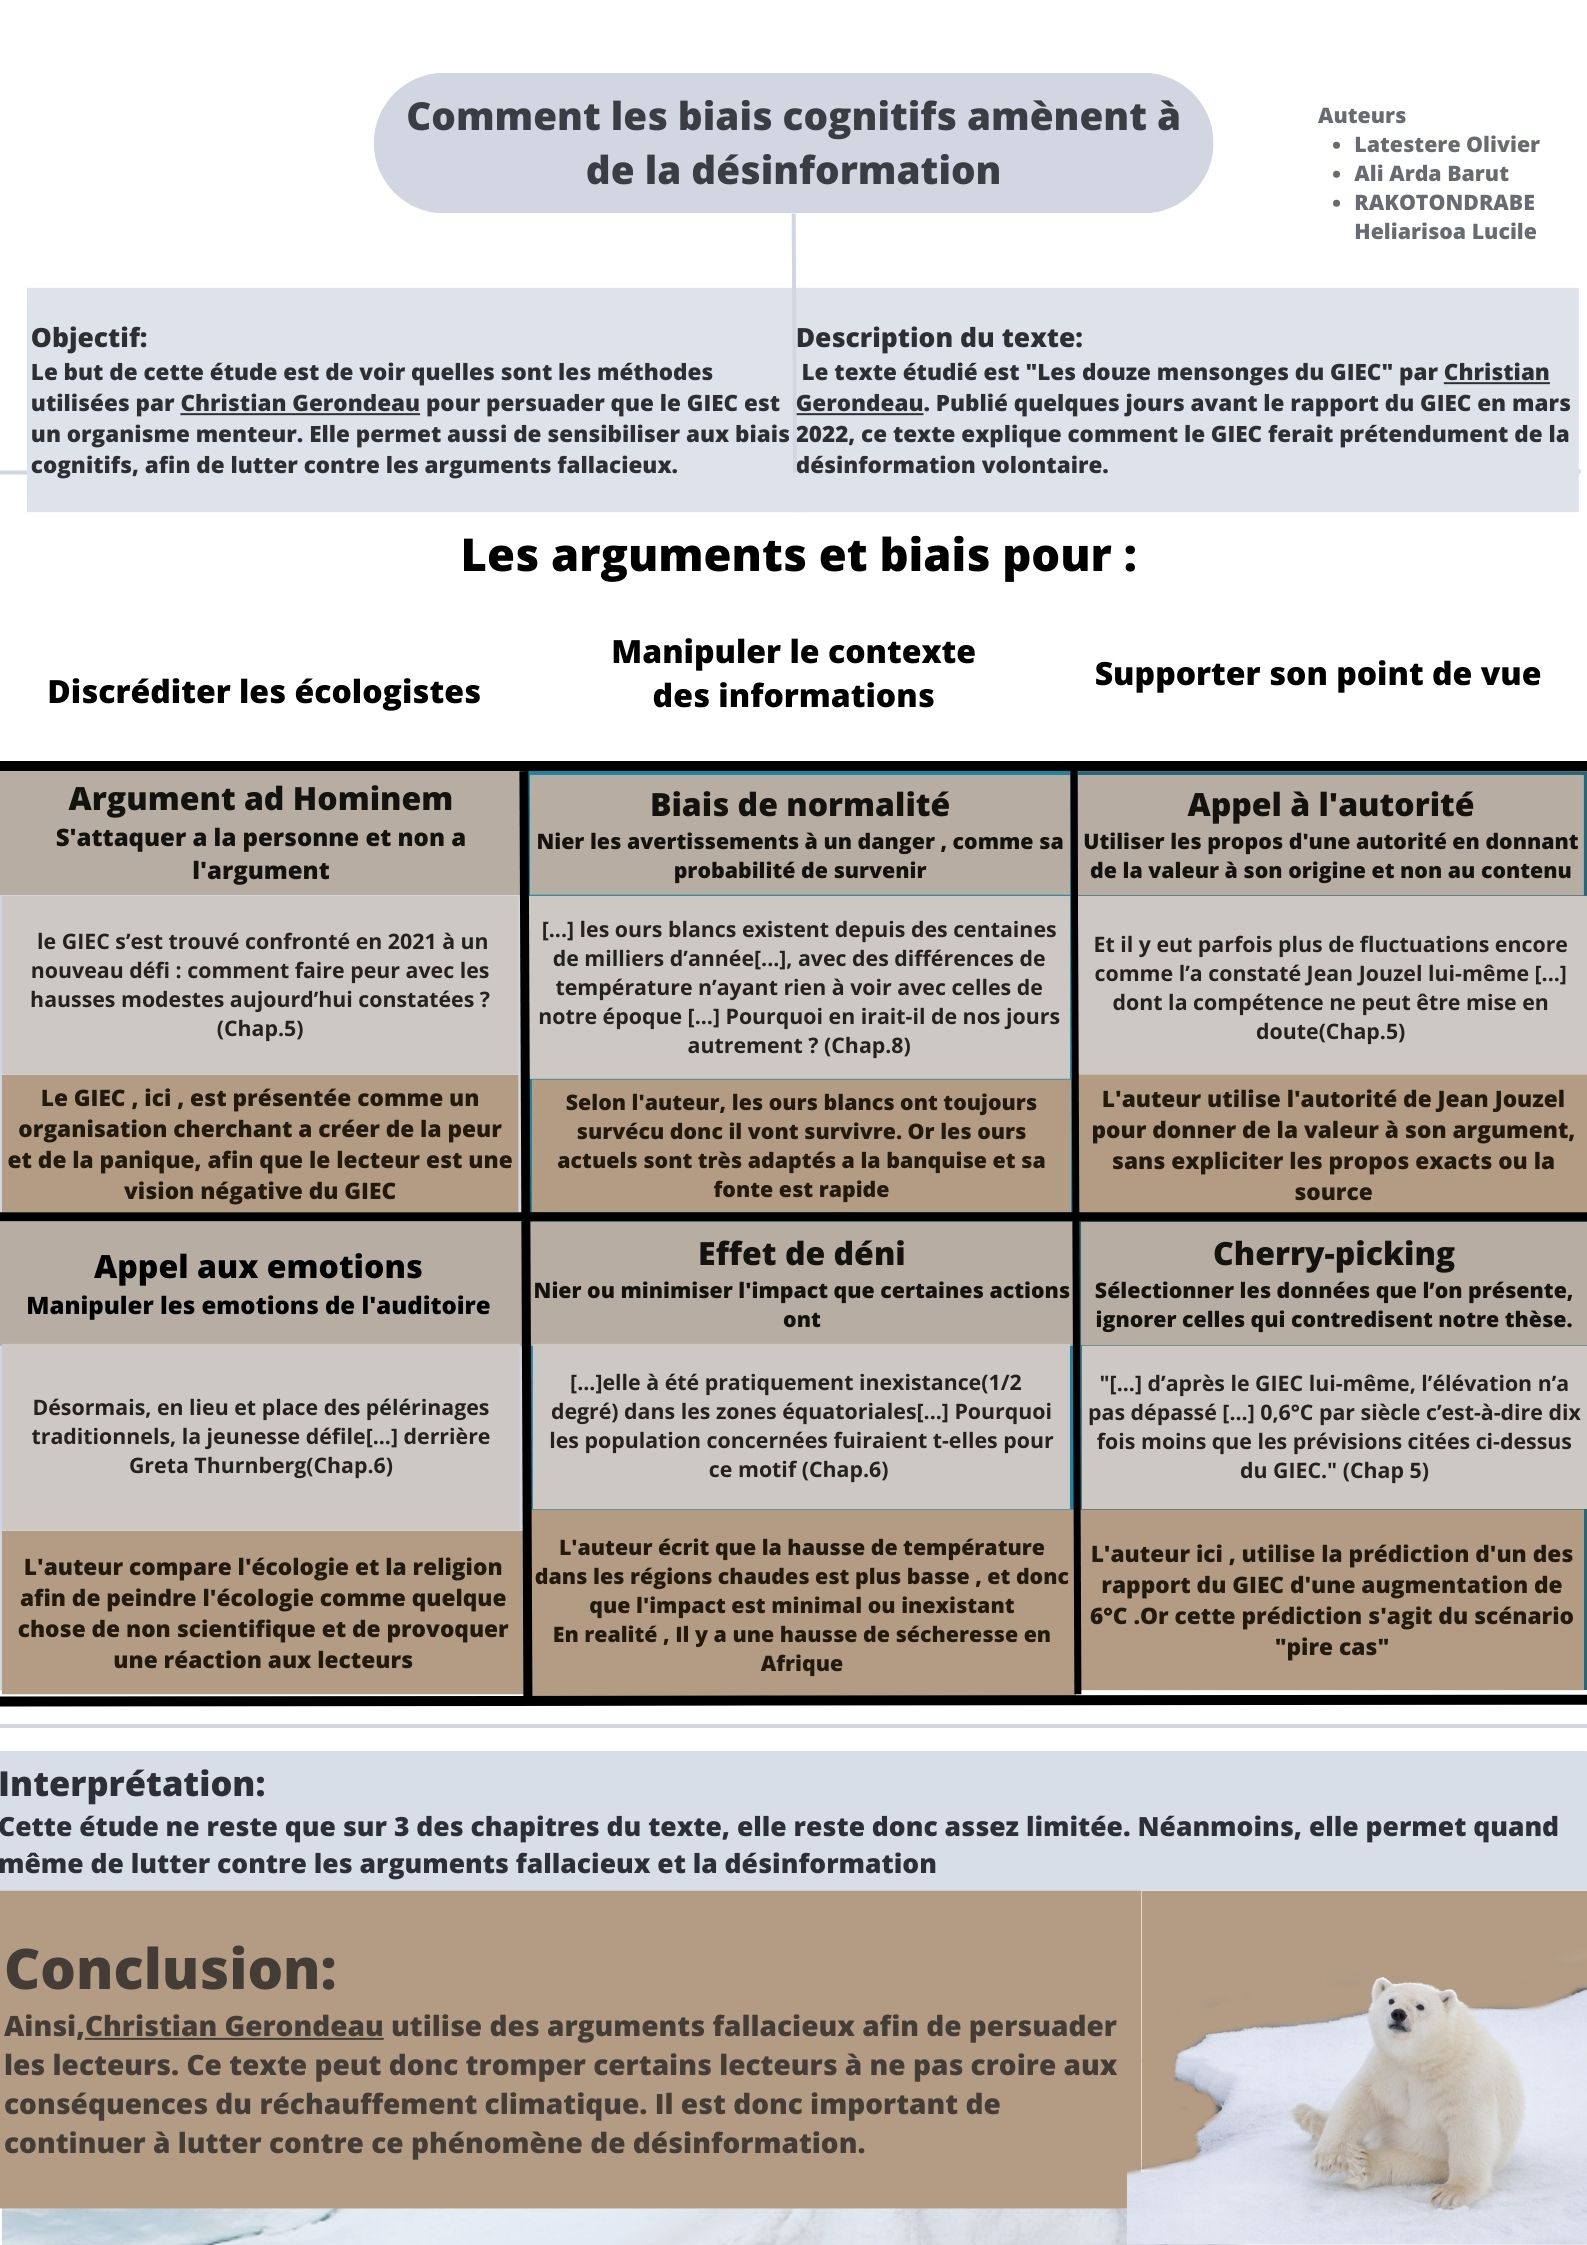 Comment les biais cognitifs amènent à
de la désinformation
Auteurs
• Latestere Olivier
• Ali Arda Barut
• RAKOTONDRABE
Heliarisoa Lucile
Objectif:
Le but de cette étude est de voir quelles sont les méthodes
utilisées par Christian Gerondeau pour persuader que le GIEC est
un organisme menteur. Elle permet aussi de sensibiliser aux biais
cognitifs, afin de lutter contre les arguments fallacieux.
Description du texte:
Le texte étudié est "Les douze mensonges du GIEC" par Christian
Gerondeau. Publié quelques jours avant le rapport du GIEC en mars
2022, ce texte explique comment le GIEC ferait prétendument de la
désinformation volontaire.
Les arguments et biais pour :
Discréditer les écologistes
Manipuler le contexte
des informations
Supporter son point de vue
Argument ad Hominem
S'attaquer a la personne et non a
l'argument
le GIEC s’est trouvé confronté en 2021 à un
nouveau défi : comment faire peur avec les
hausses modestes aujourd’hui constatées ?
(Chap.5)
Le GIEC , ici , est présentée comme un
organisation cherchant a créer de la peur
et de la panique, afin que le lecteur est une
vision négative du GIEC
Biais de normalité
Nier les avertissements à un danger , comme sa
probabilité de survenir
[...] les ours blancs existent depuis des centaines
de milliers d’année[...], avec des différences de
température n’ayant rien à voir avec celles de
notre époque [...] Pourquoi en irait-il de nos jours
autrement ? (Chap.8)
Selon l'auteur, les ours blancs ont toujours
survécu donc il vont survivre. Or les ours
actuels sont très adaptés a la banquise et sa
fonte est rapide
Appel à l'autorité
Utiliser les propos d'une autorité en donnant
de la valeur à son origine et non au contenu
Et il y eut parfois plus de fluctuations encore
comme l’a constaté Jean Jouzel lui-même [...]
dont la compétence ne peut être mise en
doute(Chap.5)
L'auteur utilise l'autorité de Jean Jouzel
pour donner de la valeur à son argument,
sans expliciter les propos exacts ou la
source
Appel aux emotions
Manipuler les emotions de l'auditoire
Désormais, en lieu et place des pélérinages
traditionnels, la jeunesse défile[...] derrière
Greta Thurnberg(Chap.6)
L'auteur compare l'écologie et la religion
afin de peindre l'écologie comme quelque
chose de non scientifique et de provoquer
une réaction aux lecteurs
Effet de déni
Nier ou minimiser l'impact que certaines actions
ont
[...]elle à été pratiquement inexistance(1/2
degré) dans les zones équatoriales[...] Pourquoi
les population concernées fuiraient t-elles pour
ce motif (Chap.6)
L'auteur écrit que la hausse de température
dans les régions chaudes est plus basse , et donc
que l'impact est minimal ou inexistant
En realité , Il y a une hausse de sécheresse en
Afrique
Cherry-picking
Sélectionner les données que l’on présente,
ignorer celles qui contredisent notre thèse.
"[...] d’après le GIEC lui-même, l’élévation n’a
pas dépassé [...] 0,6°C par siècle c’est-à-dire dix
fois moins que les prévisions citées ci-dessus
du GIEC." (Chap 5)
L'auteur ici , utilise la prédiction d'un des
rapport du GIEC d'une augmentation de
6°C .Or cette prédiction s'agit du scénario
"pire cas"
Interprétation:
Cette étude ne reste que sur 3 des chapitres du texte, elle reste donc assez limitée. Néanmoins, elle permet quand
même de lutter contre les arguments fallacieux et la désinformation
Conclusion:
Ainsi,Christian Gerondeau utilise des arguments fallacieux afin de persuader
les lecteurs. Ce texte peut donc tromper certains lecteurs à ne pas croire aux
conséquences du réchauffement climatique. Il est donc important de
continuer à lutter contre ce phénomène de désinformation.